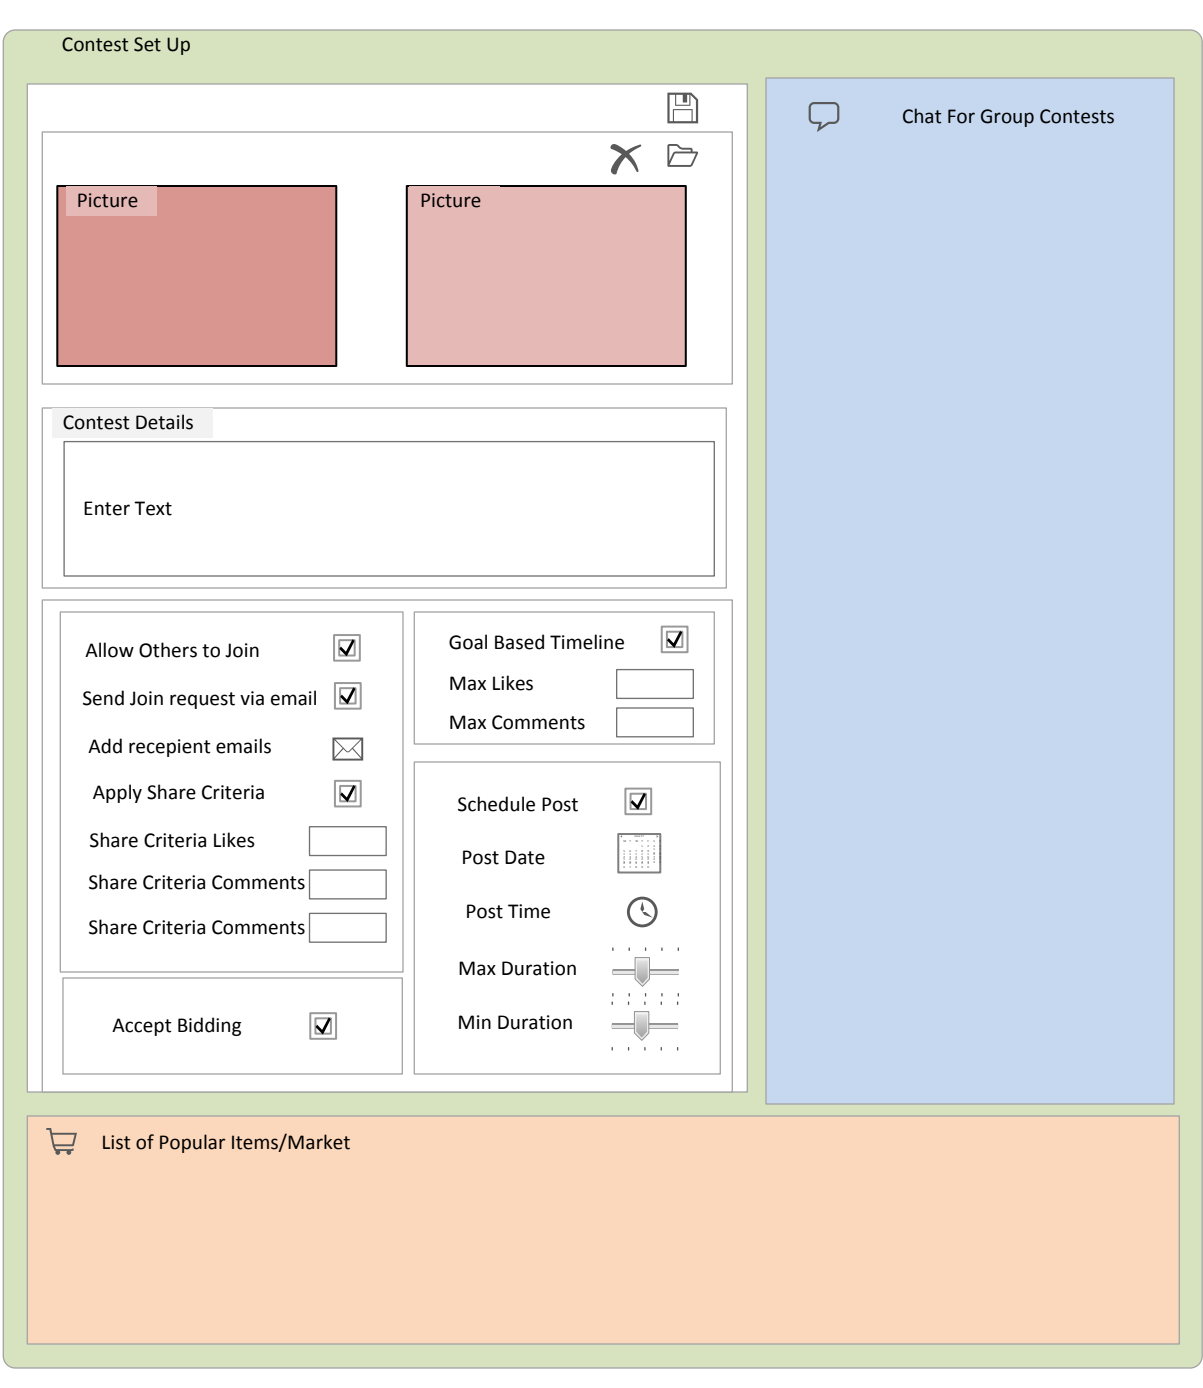 Contest Set Up
Chat For Group Contests
Picture
Picture
Contest Details
Enter Text
Allow Others to Join
Send Join request via email
Add recepient emails
Apply Share Criteria
Share Criteria Likes
Share Criteria Comments
Share Criteria Comments
Accept Bidding
Goal Based Timeline
Max Likes
Max Comments
Schedule Post
Post Date
Post Time
Max Duration
Min Duration
List of Popular Items/Market